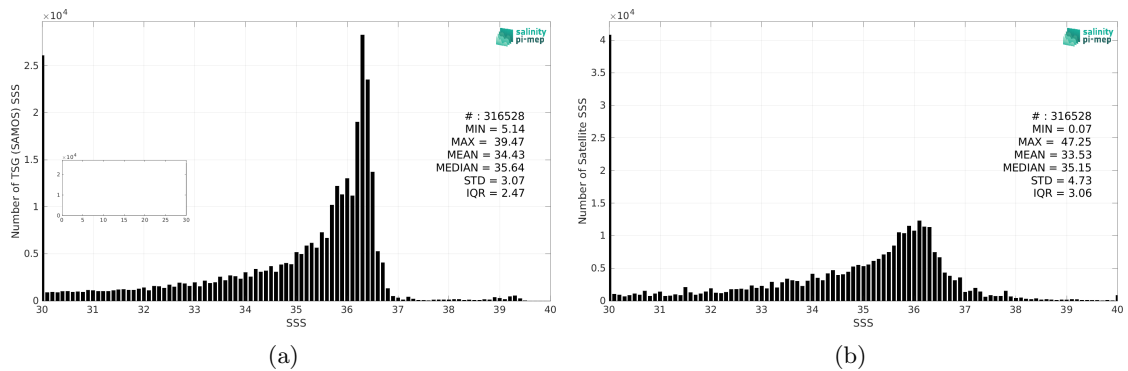 ×10⁴
salinity
pi-mep
Number of TSG (SAMOS) SSS
2.5
2
1.5
1
0.5
0
# : 316528
MIN = 5.14
MAX = 39.47
MEAN = 34.43
MEDIAN = 35.64
STD = 3.07
IQR = 2.47
×10⁴
2
1
0
0 5 10 15 20 25 30
30 31 32 33 34 35 36 37 38 39 40
SSS
(a)
×10⁴
salinity
pi-mep
Number of Satellite SSS
4
3.5
3
2.5
2
1.5
1
0.5
0
# : 316528
MIN = 0.07
MAX = 47.25
MEAN = 33.53
MEDIAN = 35.15
STD = 4.73
IQR = 3.06
30 31 32 33 34 35 36 37 38 39 40
SSS
(b)